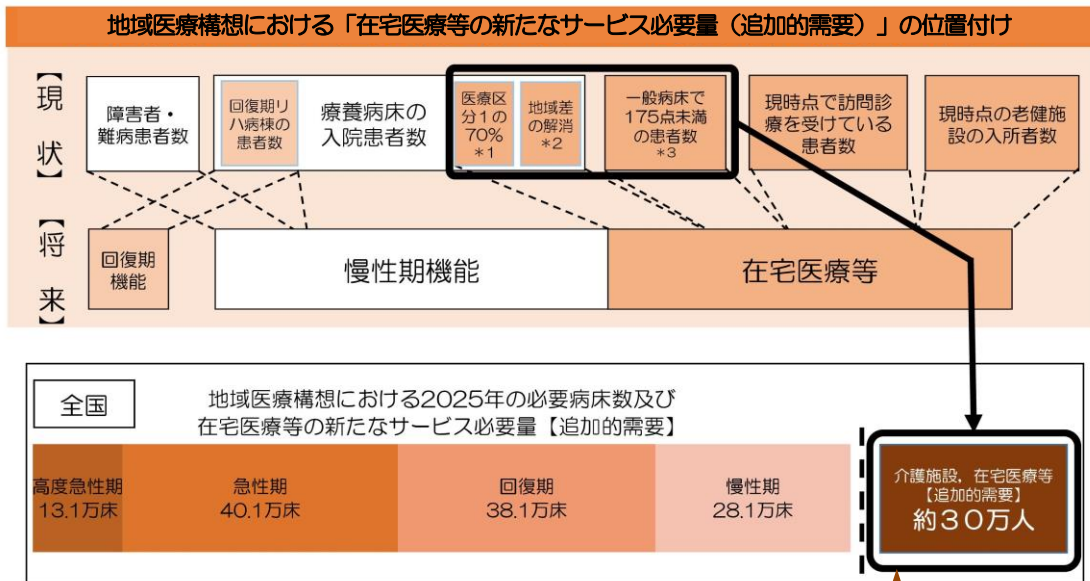 地域医療構想における「在宅医療等の新たなサービス必要量（追加的需要）」の位置付け
【現状】
障害者・
難病患者数
回復期リ
ハ病棟の
患者数
療養病床の
入院患者数
医療区
分1の
70%
*1
地域差
の解消
*2
一般病床で
175点未満
の患者数
*3
現時点で訪問診
療を受けている
患者数
現時点の老健施
設の入所者数
【将来】
回復期
機能
慢性期機能
在宅医療等
全国
地域医療構想における2025年の必要病床数及び
在宅医療等の新たなサービス必要量【追加的需要】
高度急性期
13.1万床
急性期
40.1万床
回復期
38.1万床
慢性期
28.1万床
介護施設，在宅医療等
【追加的需要】
約30万人